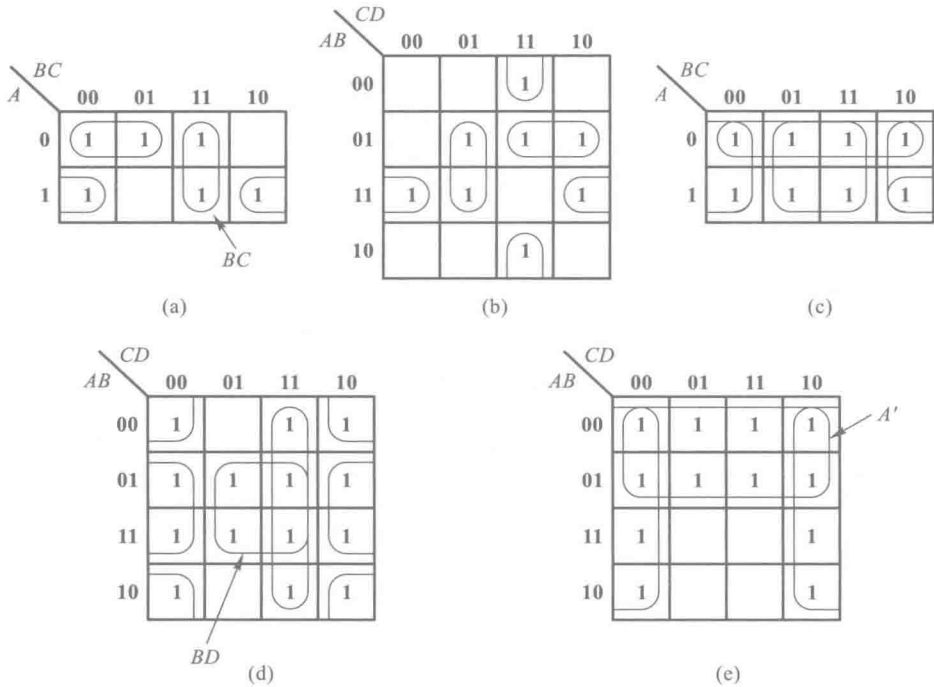 BC
A
00 01 11 10
0 1 1 1
1 1 1 1
BC
(a)
CD
AB
00 01 11 10
00 1
01 1 1 1
11 1 1 1
10 1
(b)
BC
A
00 01 11 10
0 1 1 1 1
1 1 1 1 1
(c)
CD
AB
00 01 11 10
00 1 1 1
01 1 1 1 1
11 1 1 1 1
10 1 1 1
BD
(d)
CD
AB
00 01 11 10
00 1 1 1 1
A'
01 1 1 1 1
11 1 1
10 1 1
(e)